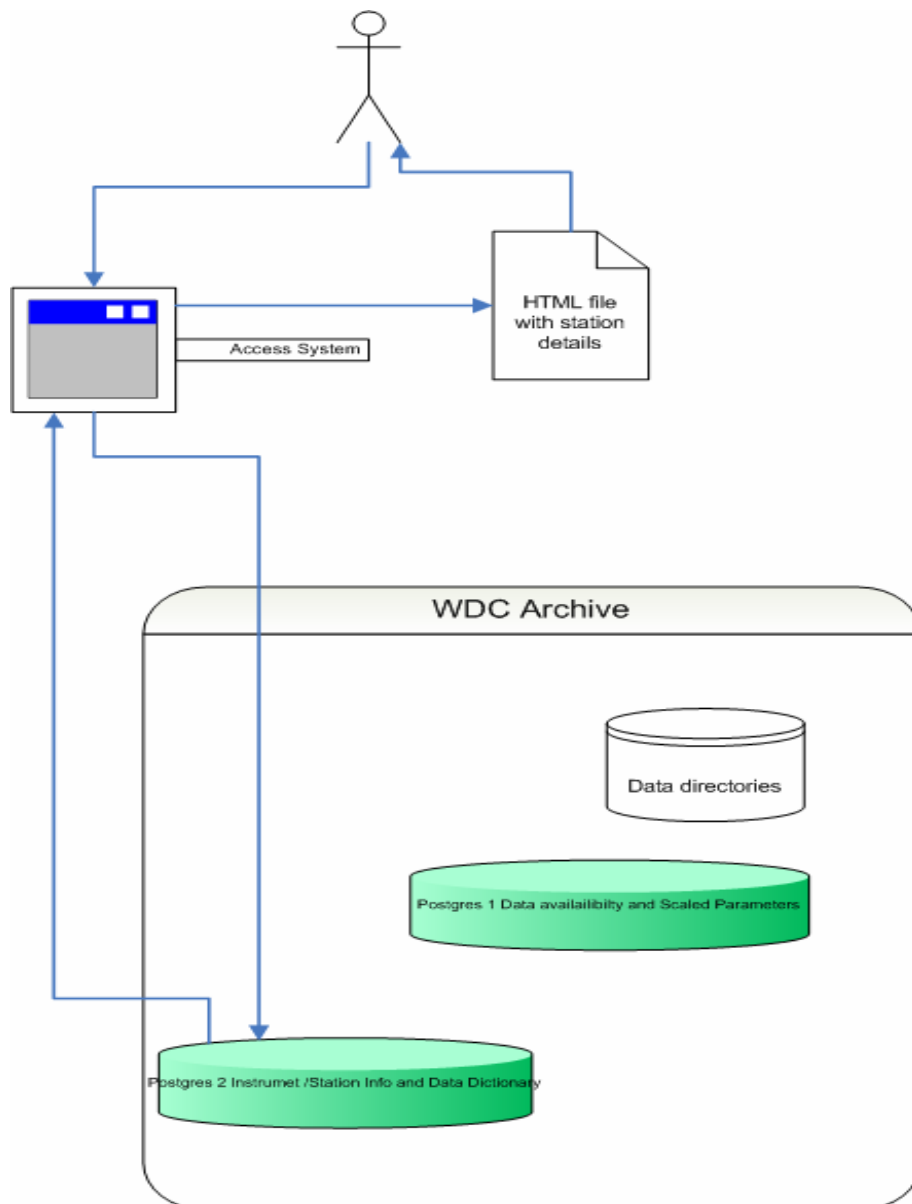 HTML file
with station
details
Access System
WDC Archive
Data directories
Postgres 1 Data availailibilty and Scaled Parameters
Postgres 2 Instrumet /Station Info and Data Dictionary